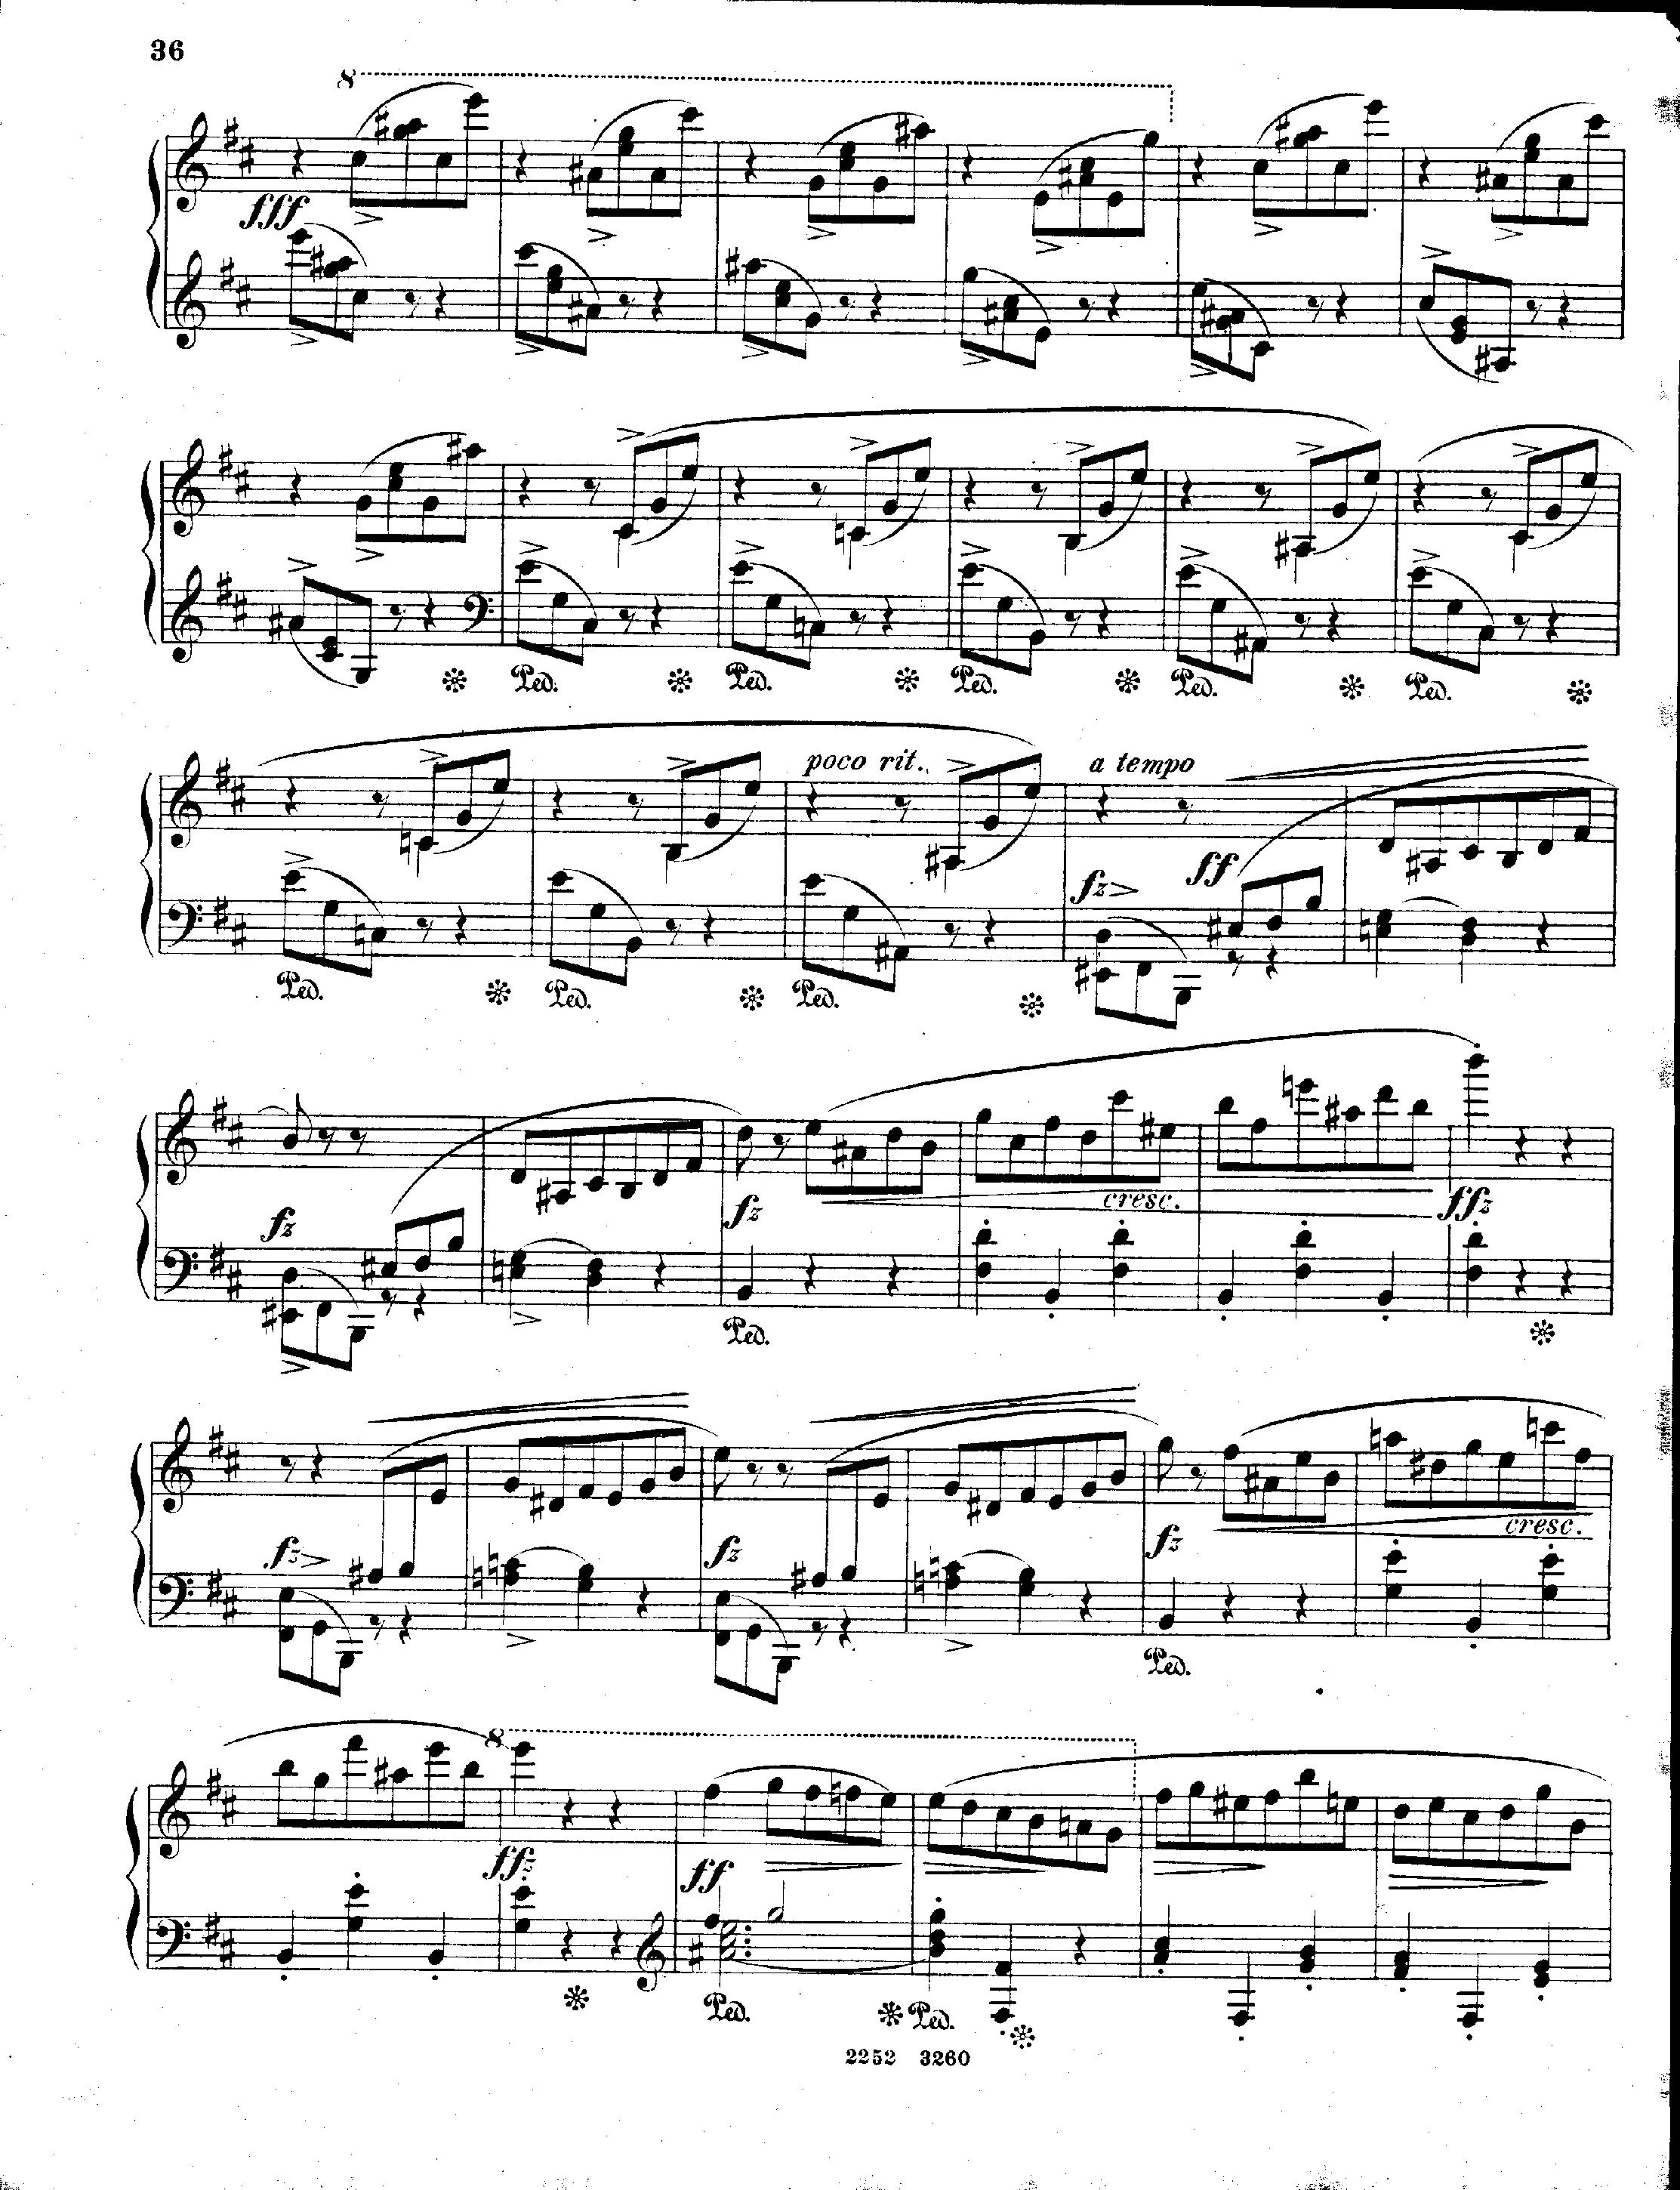 36
8
fff
Ped. Ped. Ped. Ped. Ped.
poco rit. a tempo
fz ff
Ped. Ped. Ped.
fz fz cresc. ffz
Ped.
fz fz fz cresc.
Ped.
8
ffz ff
Ped. Ped.
2252 3260